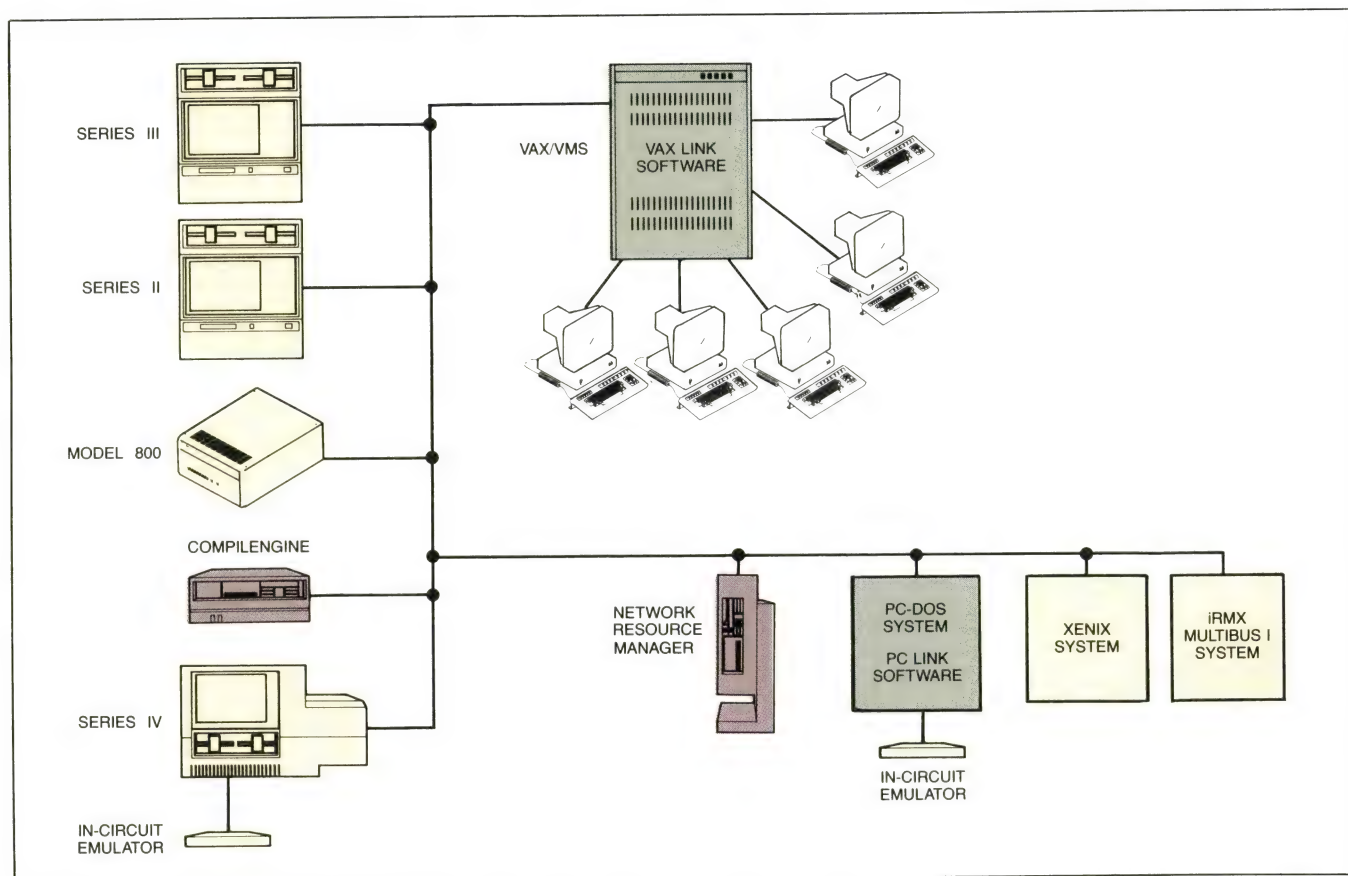 SERIES III
SERIES II
MODEL 800
COMPILENGINE
SERIES IV
IN-CIRCUIT
EMULATOR
VAX/VMS
VAX LINK
SOFTWARE
NETWORK
RESOURCE
MANAGER
PC-DOS
SYSTEM
PC LINK
SOFTWARE
IN-CIRCUIT
EMULATOR
XENIX
SYSTEM
iRMX
MULTIBUS I
SYSTEM